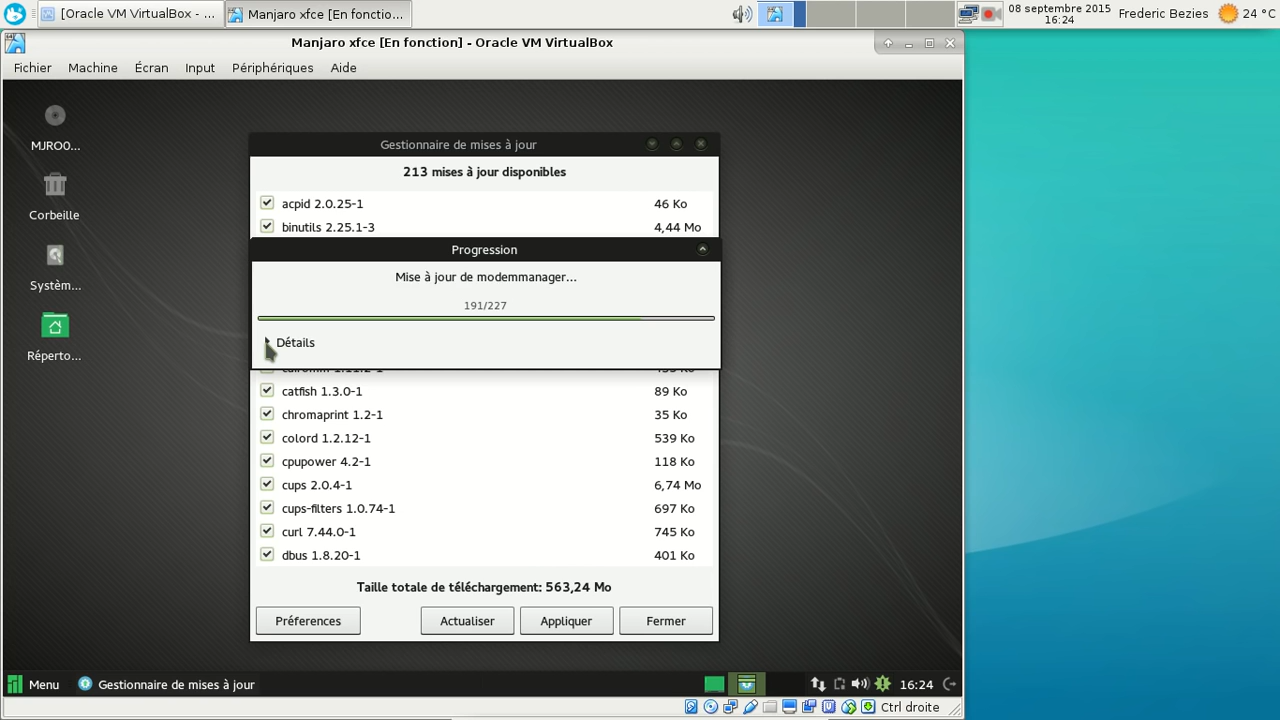 [Oracle VM VirtualBox - ...
Manjaro xfce [En fonctio...
08 septembre 2015
16:24
Frederic Bezies
24 °C
Manjaro xfce [En fonction] - Oracle VM VirtualBox
Fichier Machine Écran Input Périphériques Aide
MJRO0...
Corbeille
Systèm...
Réperto...
Gestionnaire de mises à jour
213 mises à jour disponibles
acpid 2.0.25-1 46 Ko
binutils 2.25.1-3 4,44 Mo
Progression
Mise à jour de modemmanager...
191/227
Détails
catfish 1.3.0-1 89 Ko
chromaprint 1.2-1 35 Ko
colord 1.2.12-1 539 Ko
cpupower 4.2-1 118 Ko
cups 2.0.4-1 6,74 Mo
cups-filters 1.0.74-1 697 Ko
curl 7.44.0-1 745 Ko
dbus 1.8.20-1 401 Ko
Taille totale de téléchargement: 563,24 Mo
Préferences Actualiser Appliquer Fermer
Menu Gestionnaire de mises à jour 16:24
Ctrl droite